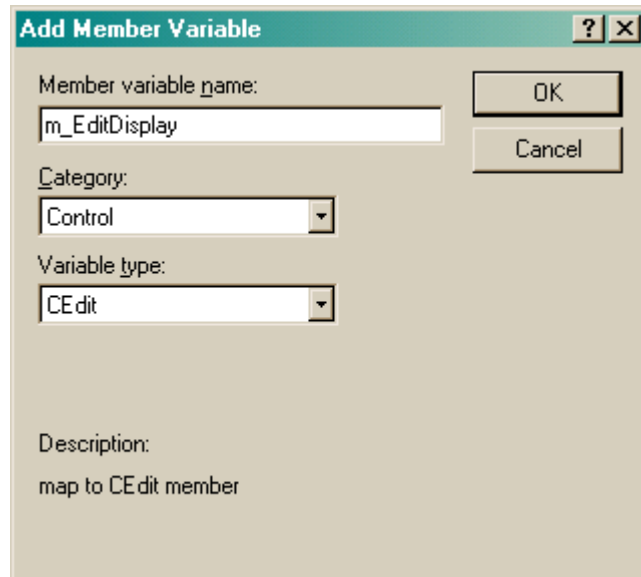 Add Member Variable
Member variable name:
OK
m_EditDisplay
Cancel
Category:
Control
Variable type:
CEdit
Description:
map to CEdit member